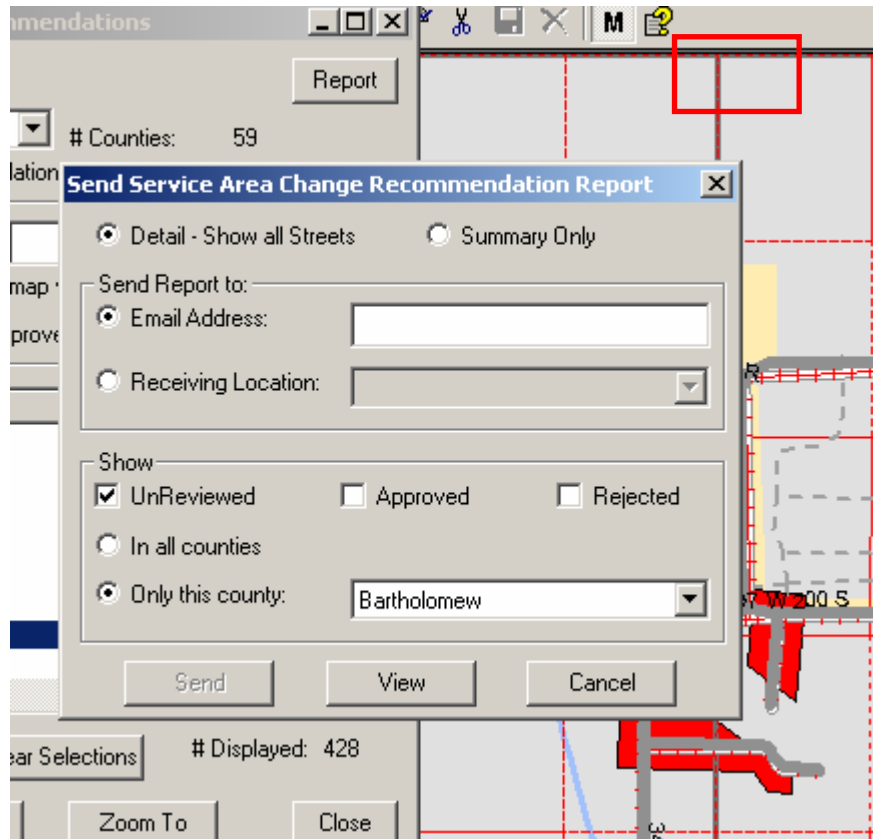 mmendations
M
Report
# Counties: 59
lation
Send Service Area Change Recommendation Report
Detail - Show all Streets
Summary Only
map
Send Report to:
Email Address:
prove
Receiving Location:
R
Show
UnReviewed
Approved
Rejected
In all counties
Only this county:
Bartholomew
W 200 S
Send
View
Cancel
ear Selections
# Displayed: 428
Zoom To
Close